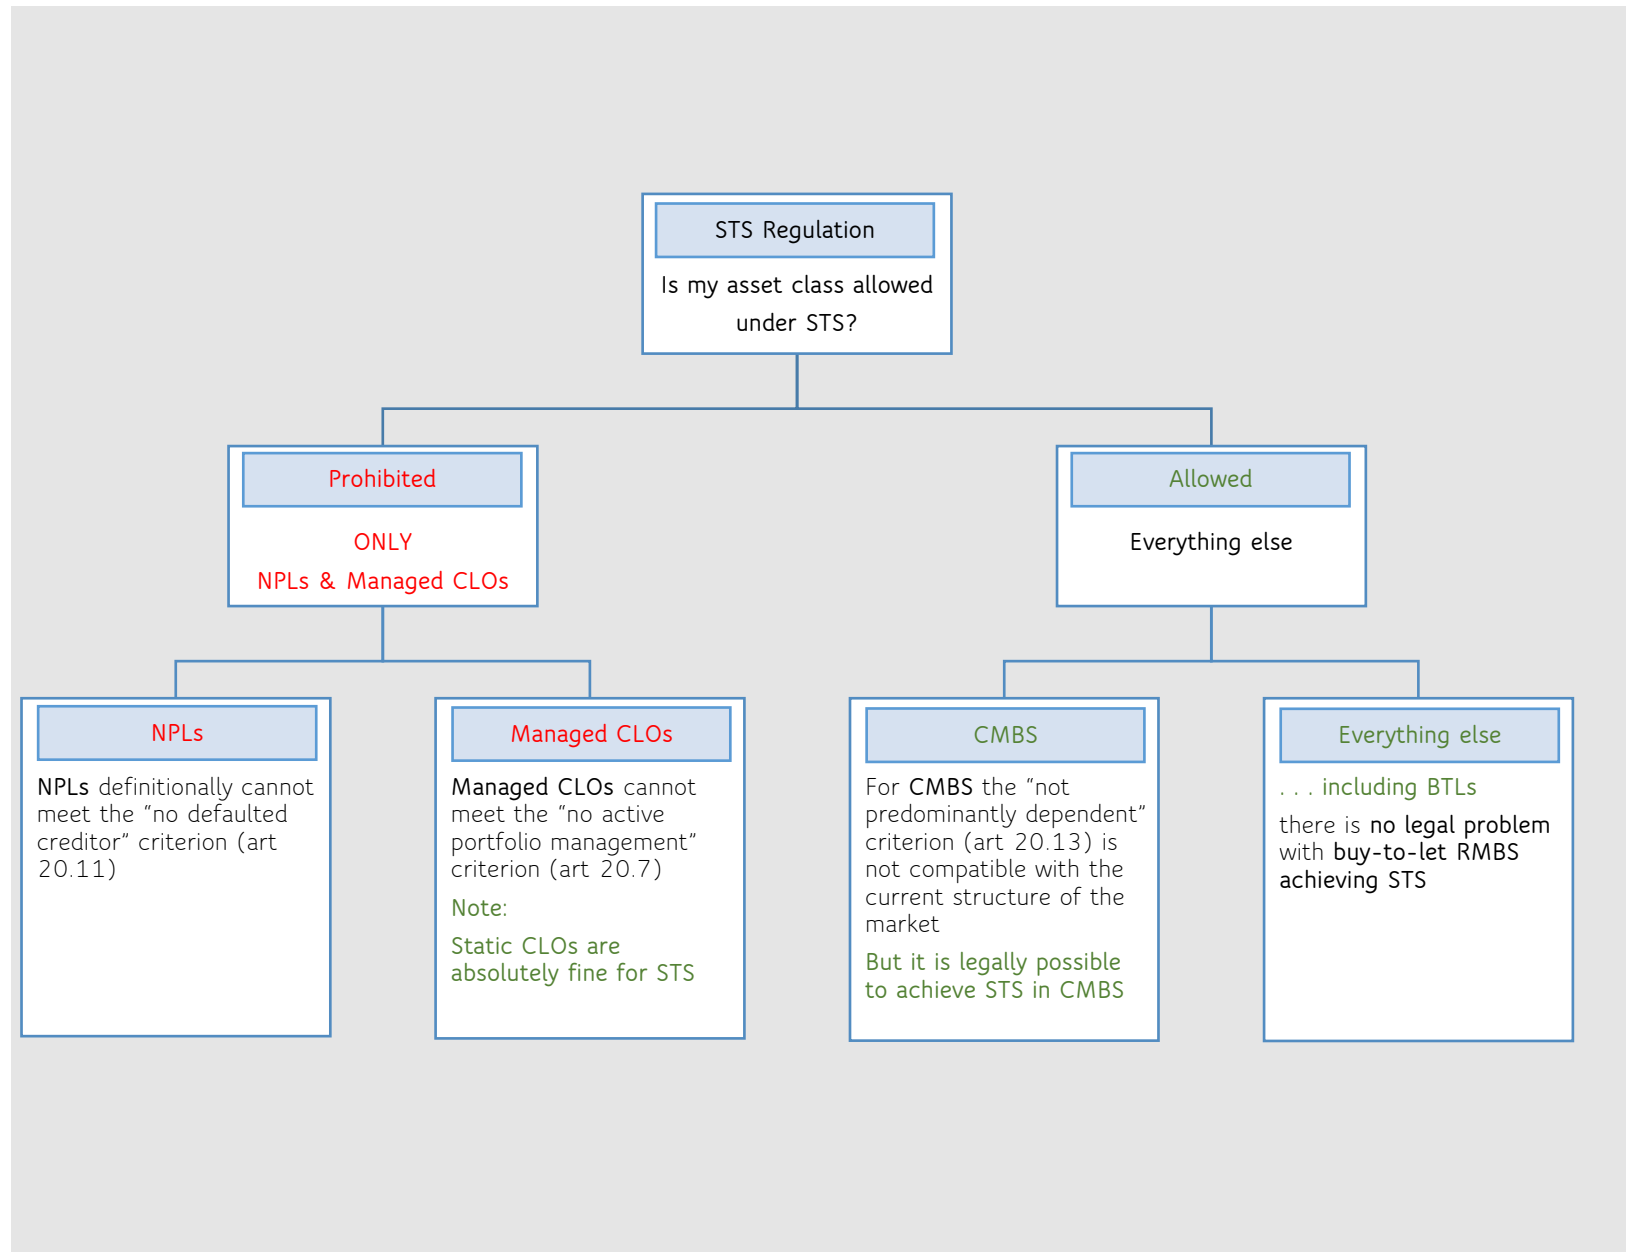 STS Regulation
Is my asset class allowed
under STS?
Prohibited
ONLY
NPLs & Managed CLOs
Allowed
Everything else
NPLs
NPLs definitionally cannot
meet the “no defaulted
creditor” criterion (art
20.11)
Managed CLOs
Managed CLOs cannot
meet the “no active
portfolio management”
criterion (art 20.7)
Note:
Static CLOs are
absolutely fine for STS
CMBS
For CMBS the “not
predominantly dependent”
criterion (art 20.13) is
not compatible with the
current structure of the
market
But it is legally possible
to achieve STS in CMBS
Everything else
. . . including BTLs
there is no legal problem
with buy-to-let RMBS
achieving STS